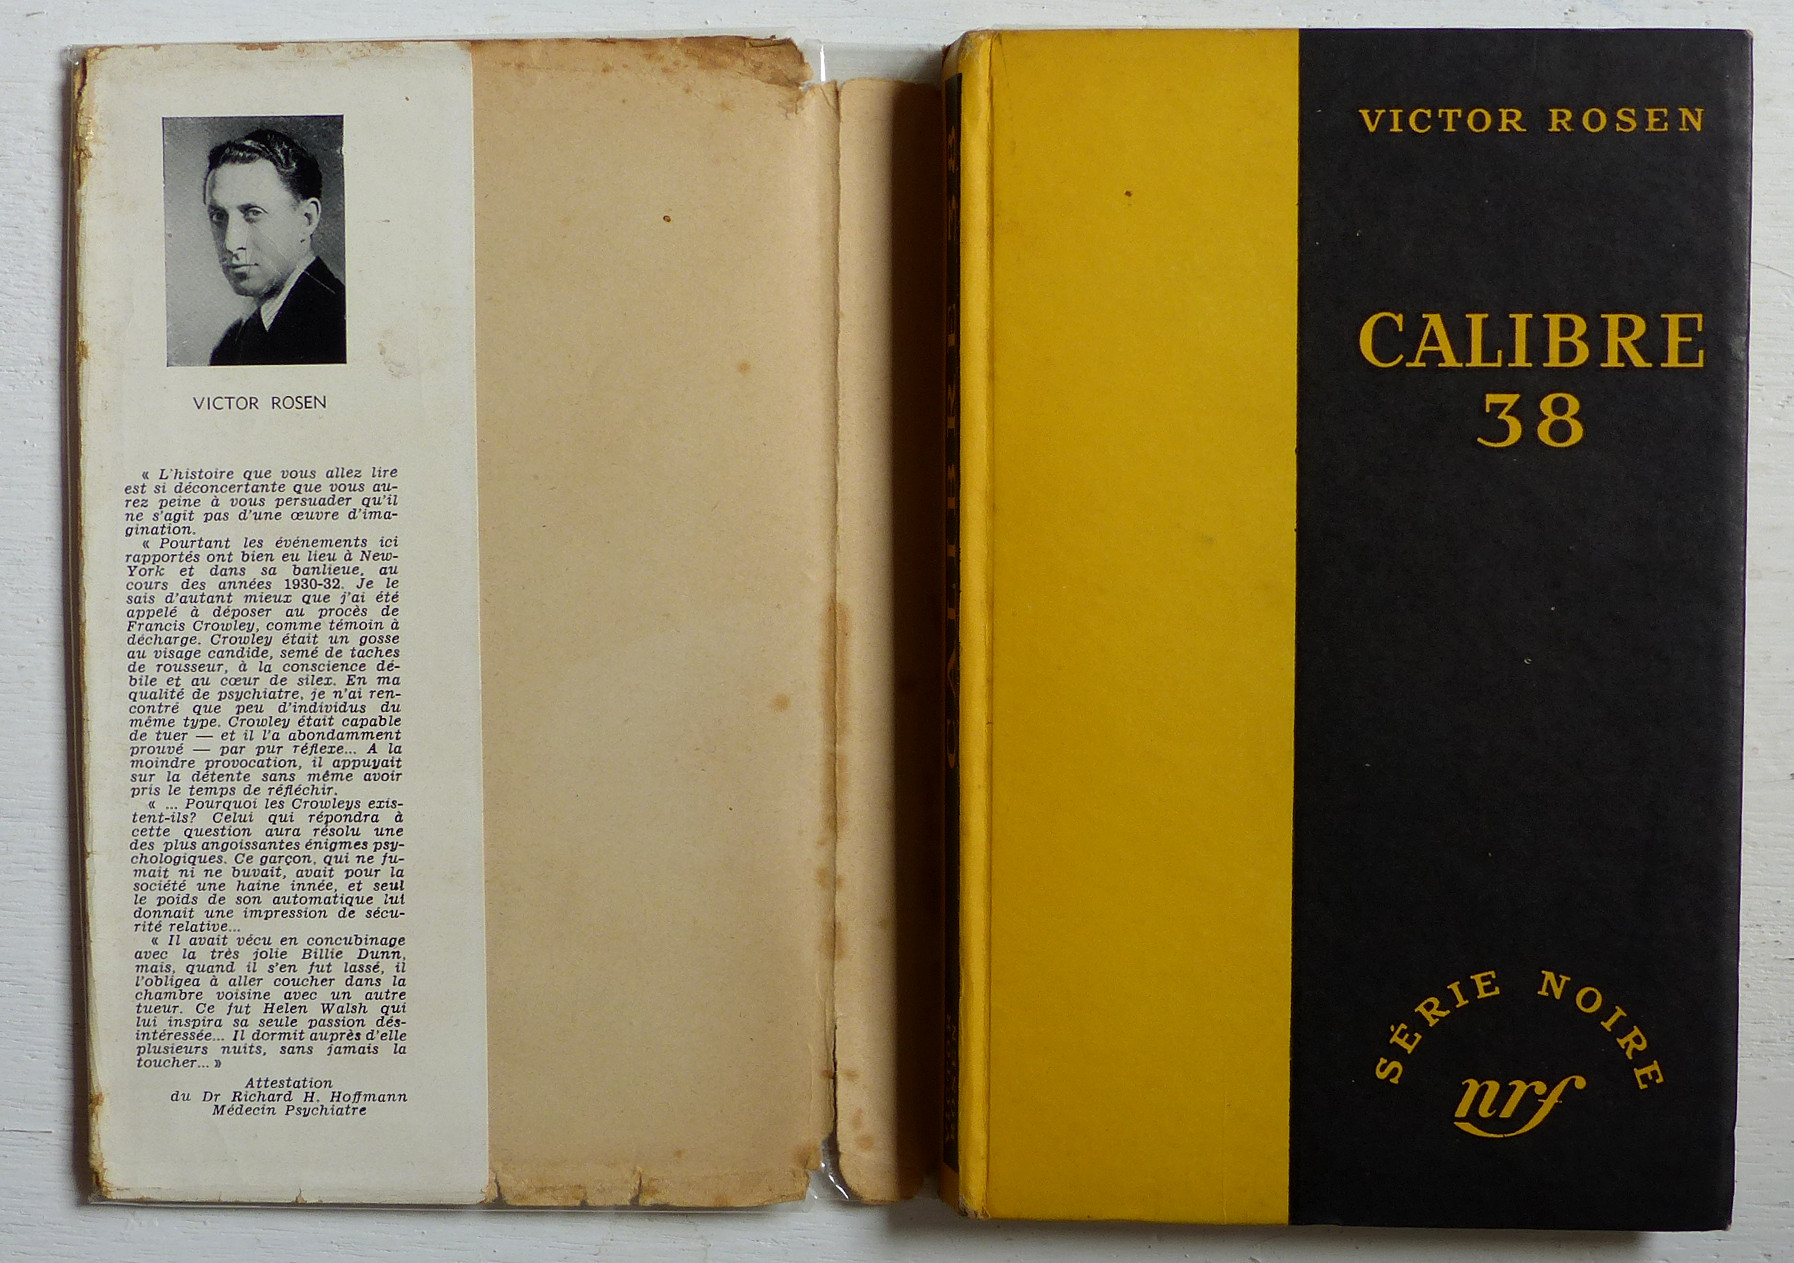 VICTOR ROSEN
« L'histoire que vous allez lire
est si déconcertante que vous au-
rez peine à vous persuader qu'il
ne s'agit pas d'une œuvre d'ima-
gination.
« Pourtant les événements ici
rapportés ont bien eu lieu à New-
York et dans sa banlieue, au
cours des années 1930-32. Je le
sais d'autant mieux que j'ai été
appelé à déposer au procès de
Francis Crowley, comme témoin à
décharge. Crowley était un gosse
au visage candide, semé de taches
de rousseur, à la conscience dé-
bile et au cœur de silex. En ma
qualité de psychiatre, je n'ai ren-
contré que peu d'individus du
même type. Crowley était capable
de tuer — et il l'a abondamment
prouvé — par pur réflexe... A la
moindre provocation, il appuyait
sur la détente sans même avoir
pris le temps de réfléchir.
« ... Pourquoi les Crowleys exis-
tent-ils? Celui qui répondra à
cette question aura résolu une
des plus angoissantes énigmes psy-
chologiques. Ce garçon, qui ne fu-
mait ni ne buvait, avait pour la
société une haine innée, et seul
le poids de son automatique lui
donnait une impression de sécu-
rité relative...
« Il avait vécu en concubinage
avec la très jolie Billie Dunn,
mais, quand il s'en fut lassé, il
l'obligea à aller coucher dans la
chambre voisine avec un autre
tueur. Ce fut Helen Walsh qui
lui inspira sa seule passion dés-
intéressée... Il dormit auprès d'elle
plusieurs nuits, sans jamais la
toucher... »
Attestation
du Dr Richard H. Hoffmann
Médecin Psychiatre
CALIBRE 38
VICTOR ROSEN
CALIBRE
38
SÉRIE NOIRE
nrf